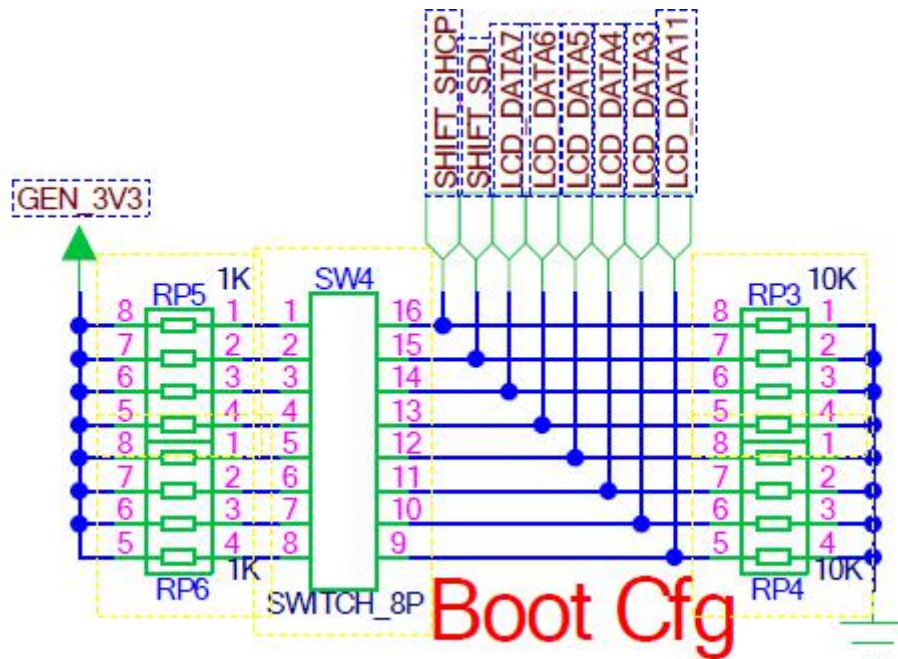 SHIFT_SHCP
SHIFT_SDL
LCD_DATA7
LCD_DATA6
LCD_DATA5
LCD_DATA4
LCD_DATA3
LCD_DATA11
GEN_3V3
1K
10K
RP5
SW4
RP3
8 1 1 16 8 1
7 2 2 15 7 2
6 3 3 14 6 3
5 4 4 13 5 4
8 1 5 12 8 1
7 2 6 11 7 2
6 3 7 10 6 3
5 4 8 9 5 4
1K
10K
RP6
RP4
SWITCH_8P
Boot Cfg